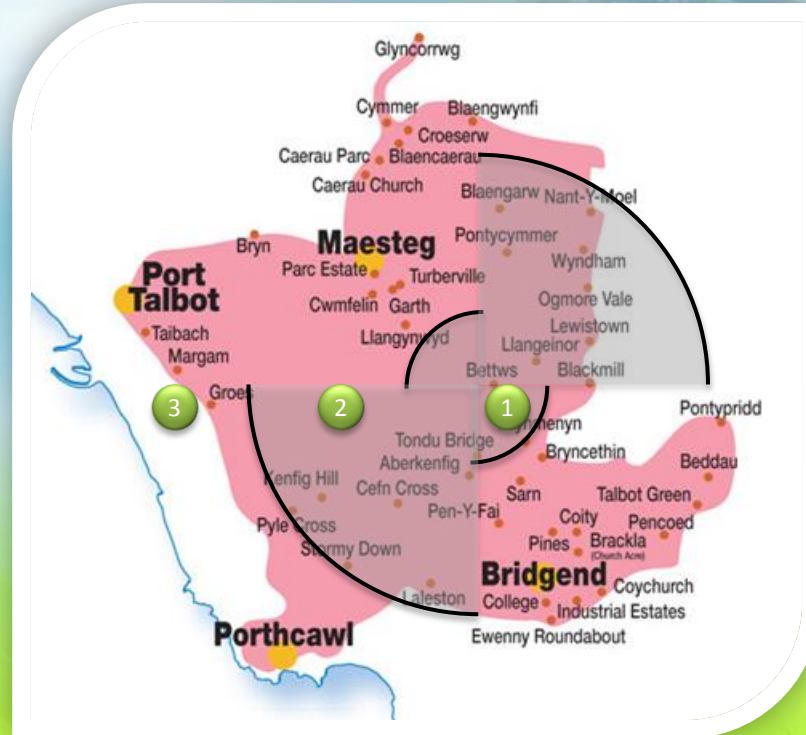 Glyncorrwg
Cymmer
Blaengwynfi
Croeserw
Caerau Parc
Blaencaerau
Caerau Church
Blaengarw
Nant-Y-Moel
Bryn
Maesteg
Pontycymmer
Parc Estate
Turberville
Wyndham
Port
Talbot
Cwmfelin
Garth
Ogmore Vale
Taibach
Llangynwyd
Lewistown
Llangeinor
Margam
Bettws
Blackmill
Groes
3
2
1
Pontypridd
Tondu Bridge
Bryncethin
Aberkenfig
Beddau
Kenfig Hill
Cefn Cross
Sarn
Talbot Green
Pyle Cross
Pen-Y-Fai
Coity
Pencoed
Stormy Down
Pines
Brackla
(Church Acre)
Bridgend
Coychurch
Laleston
College
Industrial Estates
Porthcawl
Ewenny Roundabout